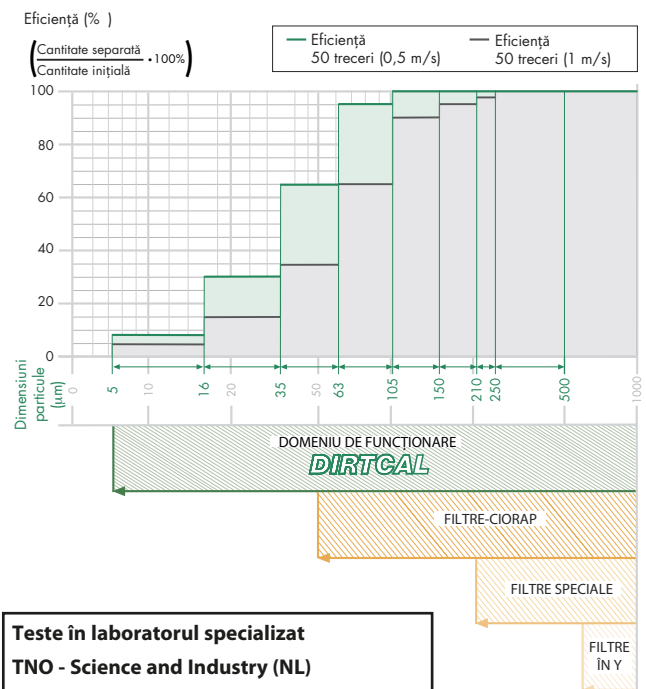 Eficiență (% )
(Cantitate separată
Cantitate inițială
•100%)
Eficiență
50 treceri (0,5 m/s)
Eficiență
50 treceri (1 m/s)
100
80
60
40
20
0
Dimensiuni
particule
(µm)
0
5
10
16
20
35
50
63
105
150
210
250
500
1000
DOMENIU DE FUNCȚIONARE
DIRTCAL
FILTRE-CIORAP
FILTRE SPECIALE
FILTRE
ÎN Y
Teste în laboratorul specializat
TNO - Science and Industry (NL)